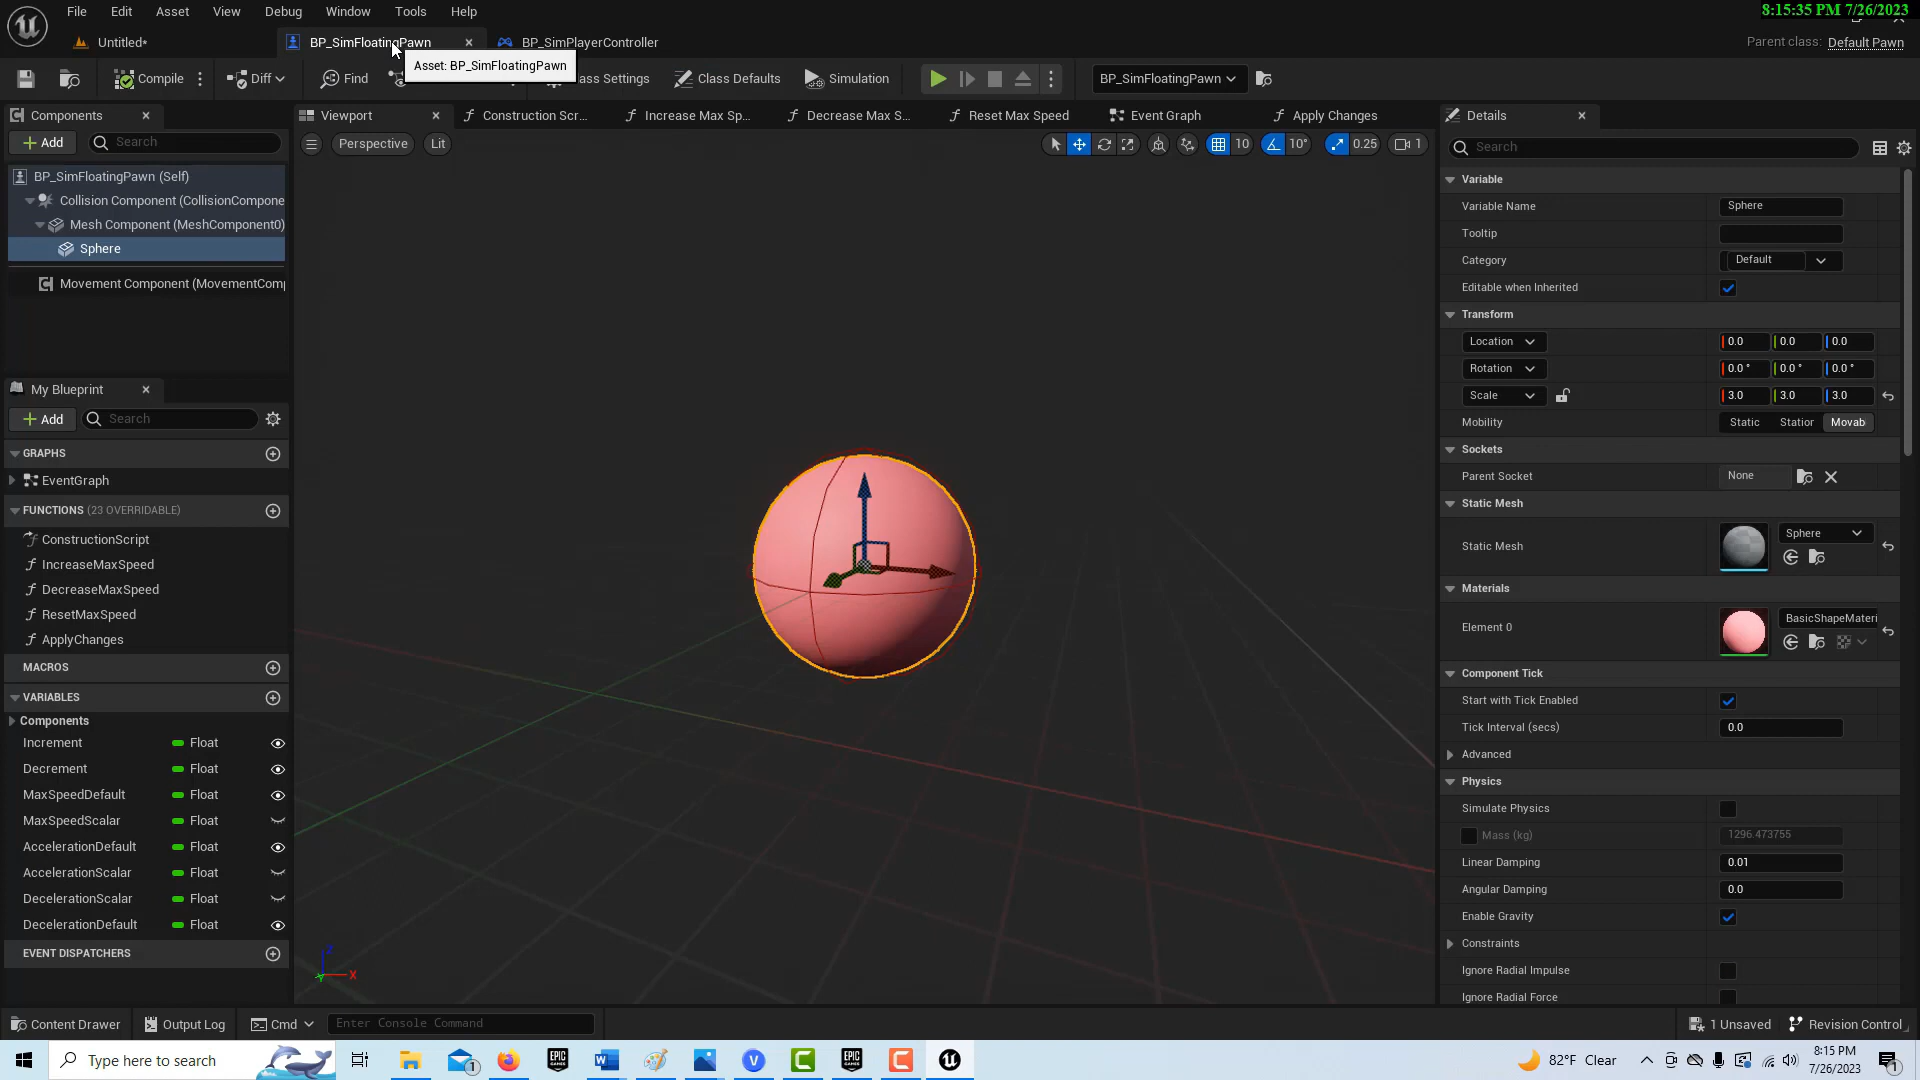 8:15:35 PM 7/26/2023
File Edit Asset View Debug Window Tools Help
Untitled* BP_SimFloatingPawn BP_SimPlayerController
Parent class: Default Pawn
Asset: BP_SimFloatingPawn
Compile Diff Find ass Settings Class Defaults Simulation BP_SimFloatingPawn
Components
Viewport Construction Scr... Increase Max Sp... Decrease Max S... Reset Max Speed Event Graph Apply Changes
Details
Add Search
Perspective Lit 10 10° 0.25 1
Search
BP_SimFloatingPawn (Self)
Collision Component (CollisionCompone
Mesh Component (MeshComponent0)
Sphere
Movement Component (MovementComp
My Blueprint
Add Search
GRAPHS
EventGraph
FUNCTIONS (23 OVERRIDABLE)
ConstructionScript
IncreaseMaxSpeed
DecreaseMaxSpeed
ResetMaxSpeed
ApplyChanges
MACROS
VARIABLES
Components
Increment Float
Decrement Float
MaxSpeedDefault Float
MaxSpeedScalar Float
AccelerationDefault Float
AccelerationScalar Float
DecelerationScalar Float
DecelerationDefault Float
EVENT DISPATCHERS
Z
Y
X
Variable
Variable Name Sphere
Tooltip
Category Default
Editable when Inherited
Transform
Location 0.0 0.0 0.0
Rotation 0.0 ° 0.0 ° 0.0 °
Scale 3.0 3.0 3.0
Mobility Static Station Movab
Sockets
Parent Socket None
Static Mesh
Static Mesh Sphere
Materials
Element 0 BasicShapeMateri
Component Tick
Start with Tick Enabled
Tick Interval (secs) 0.0
Advanced
Physics
Simulate Physics
Mass (kg) 1296.473755
Linear Damping 0.01
Angular Damping 0.0
Enable Gravity
Constraints
Ignore Radial Impulse
Ignore Radial Force
Content Drawer Output Log Cmd Enter Console Command
1 Unsaved Revision Control
Type here to search
EPIC GAMES
EPIC GAMES
82°F Clear
8:15 PM
7/26/2023